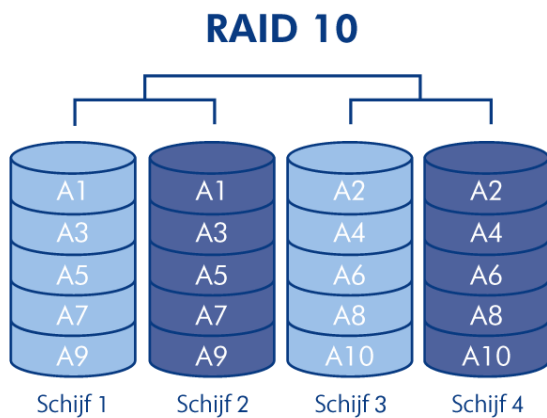 RAID 10
A1 A1 A2 A2
A3 A3 A4 A4
A5 A5 A6 A6
A7 A7 A8 A8
A9 A9 A10 A10
Schijf 1 Schijf 2 Schijf 3 Schijf 4